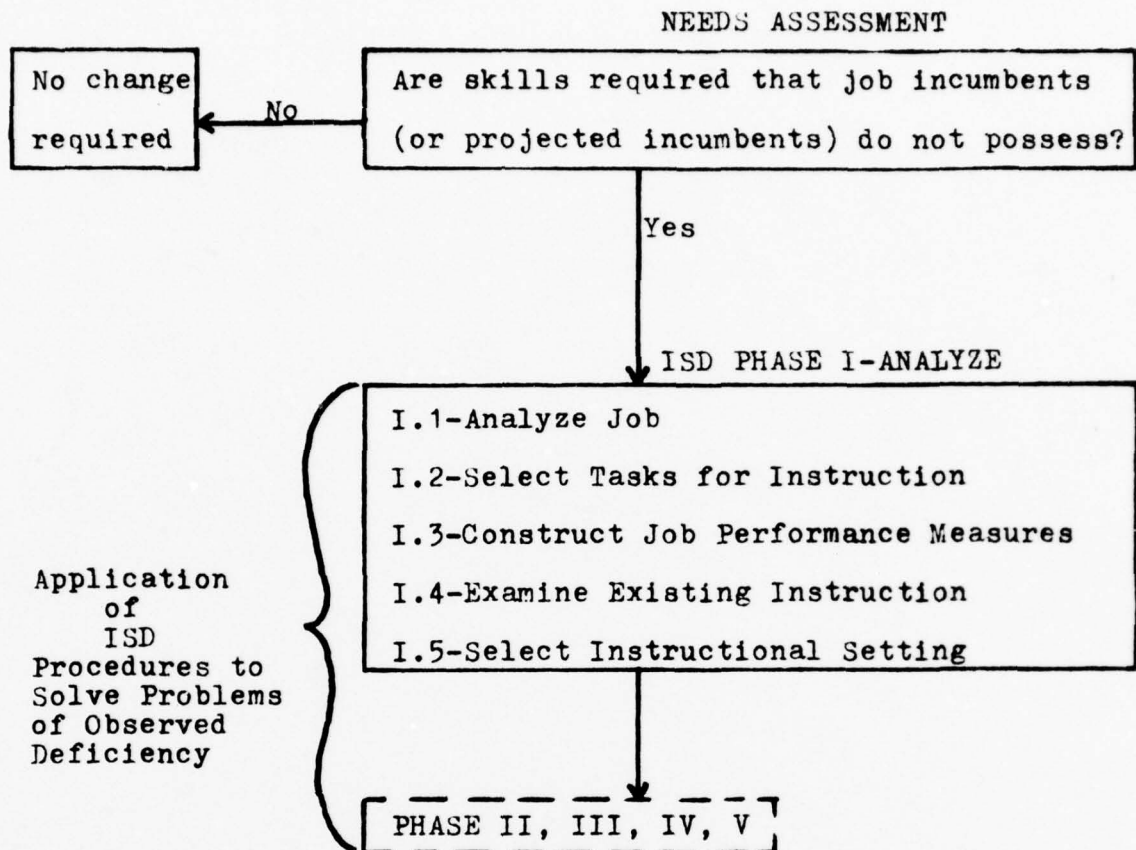 NEEDS ASSESSMENT
No change
required
No
Are skills required that job incumbents
(or projected incumbents) do not possess?
Yes
ISD PHASE I-ANALYZE
I.1-Analyze Job
I.2-Select Tasks for Instruction
I.3-Construct Job Performance Measures
I.4-Examine Existing Instruction
I.5-Select Instructional Setting
Application
of
ISD
Procedures to
Solve Problems
of Observed
Deficiency
PHASE II, III, IV, V